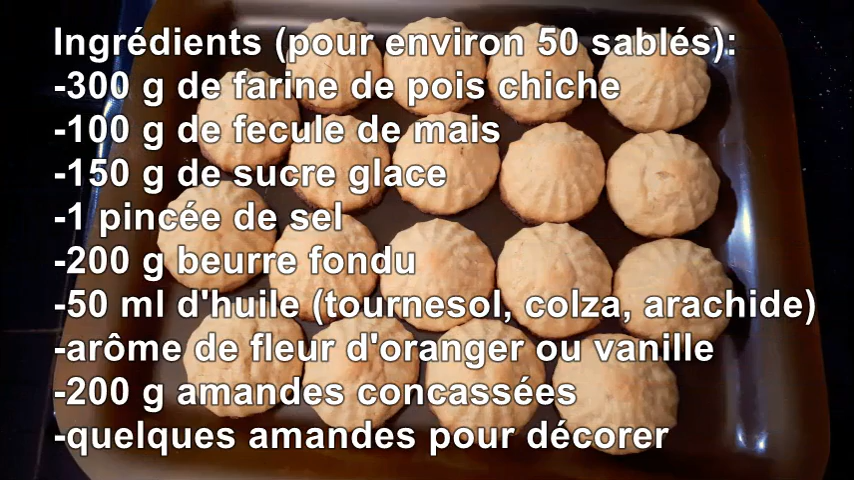 Ingrédients (pour environ 50 sablés):
-300 g de farine de pois chiche
-100 g de fecule de mais
-150 g de sucre glace
-1 pincée de sel
-200 g beurre fondu
-50 ml d'huile (tournesol, colza, arachide)
-arôme de fleur d'oranger ou vanille
-200 g amandes concassées
-quelques amandes pour décorer